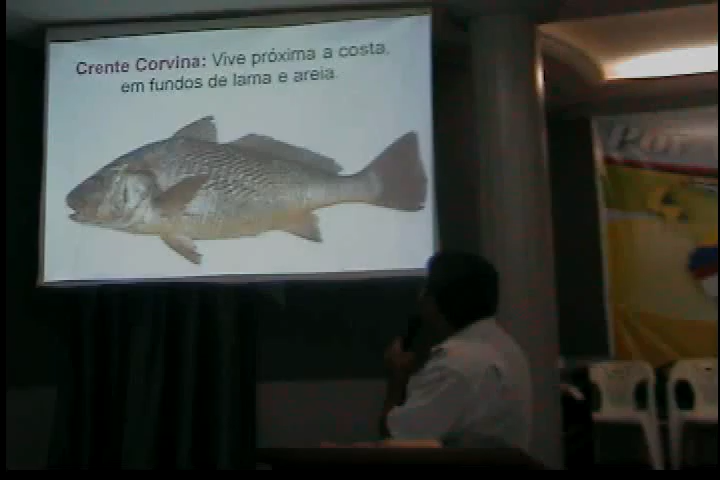 Crente Corvina: Vive próxima a costa,
em fundos de lama e areia.